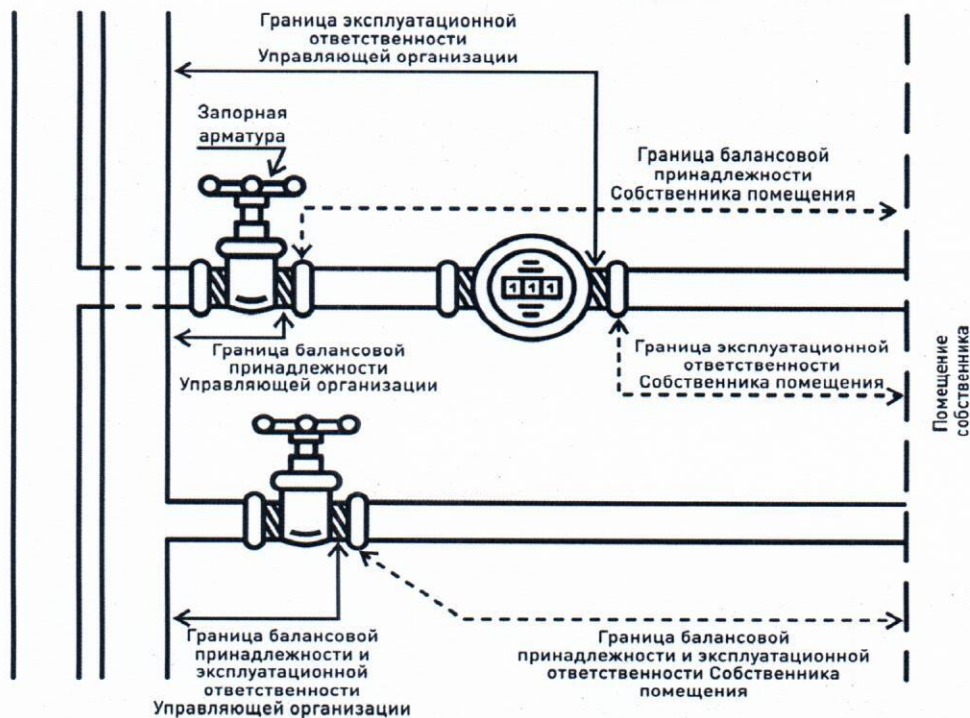 Граница эксплуатационной
ответственности
Управляющей организации
Запорная
арматура
Граница балансовой
принадлежности
Собственника помещения
111
Граница балансовой
принадлежности
Управляющей организации
Граница эксплуатационной
ответственности
Собственника помещения
Помещение
собственника
Граница балансовой
принадлежности и
эксплуатационной
ответственности
Управляющей организации
Граница балансовой
принадлежности и эксплуатационной
ответственности Собственника
помещения